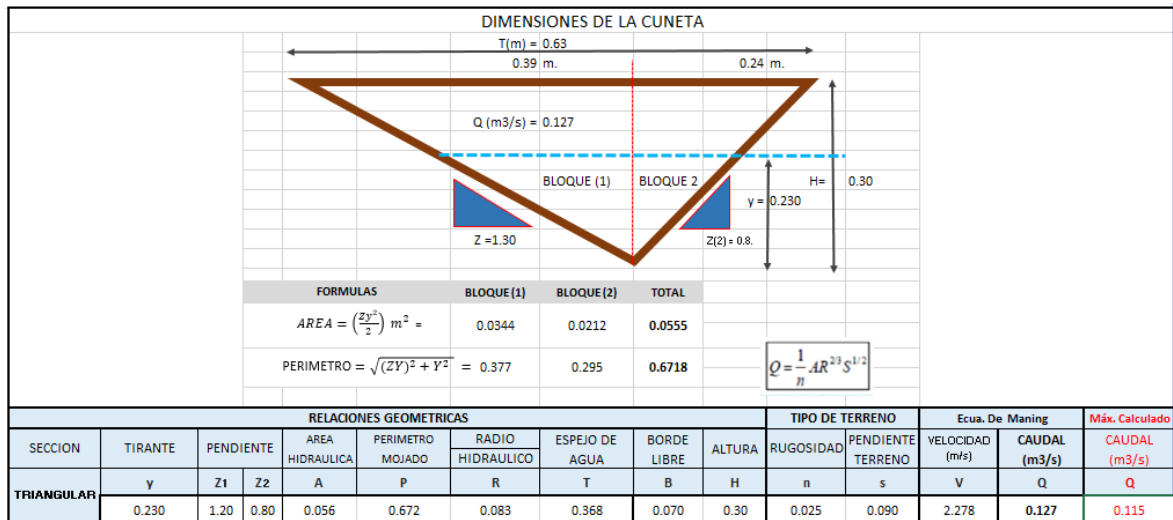 DIMENSIONES DE LA CUNETA
T(m) = 0.63
0.39 m. 0.24 m.
Q (m3/s) = 0.127
BLOQUE (1) BLOQUE 2 H= 0.30
y = 0.230
Z =1.30 Z(2) = 0.8.
FORMULAS BLOQUE (1) BLOQUE (2) TOTAL
AREA = (Zy²/2) m² = 0.0344 0.0212 0.0555
PERIMETRO = √(ZY)² + Y² = 0.377 0.295 0.6718
Q = 1/n AR^2/3 S^1/2
RELACIONES GEOMETRICAS TIPO DE TERRENO Ecua. De Maning Máx. Calculado
SECCION TIRANTE PENDIENTE AREA HIDRAULICA PERIMETRO MOJADO RADIO HIDRAULICO ESPEJO DE AGUA BORDE LIBRE ALTURA RUGOSIDAD PENDIENTE TERRENO VELOCIDAD (m/s) CAUDAL (m3/s) CAUDAL (m3/s)
TRIANGULAR y Z1 Z2 A P R T B H n s V Q Q
0.230 1.20 0.80 0.056 0.672 0.083 0.368 0.070 0.30 0.025 0.090 2.278 0.127 0.115